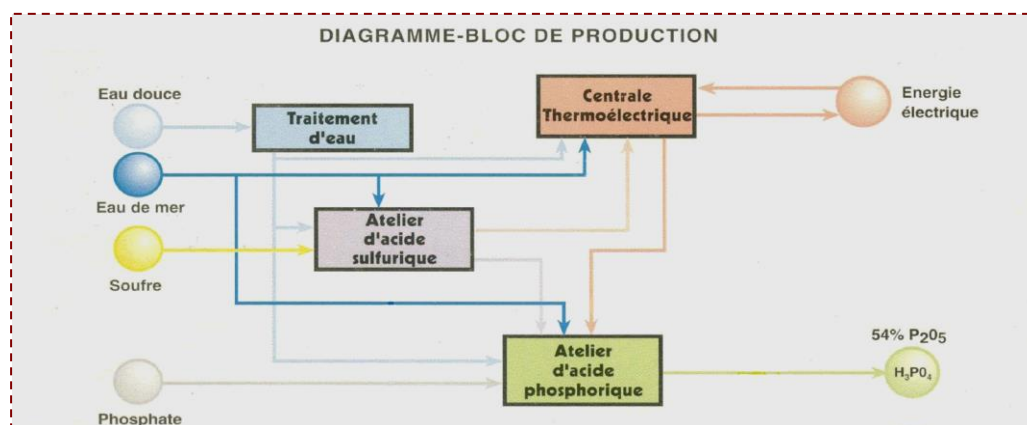 DIAGRAMME-BLOC DE PRODUCTION
Eau douce
Traitement
d'eau
Centrale
Thermoélectrique
Energie
électrique
Eau de mer
Atelier
d'acide
sulfurique
Soufre
Atelier
d'acide
phosphorique
54% P2O5
H3PO4
Phosphate